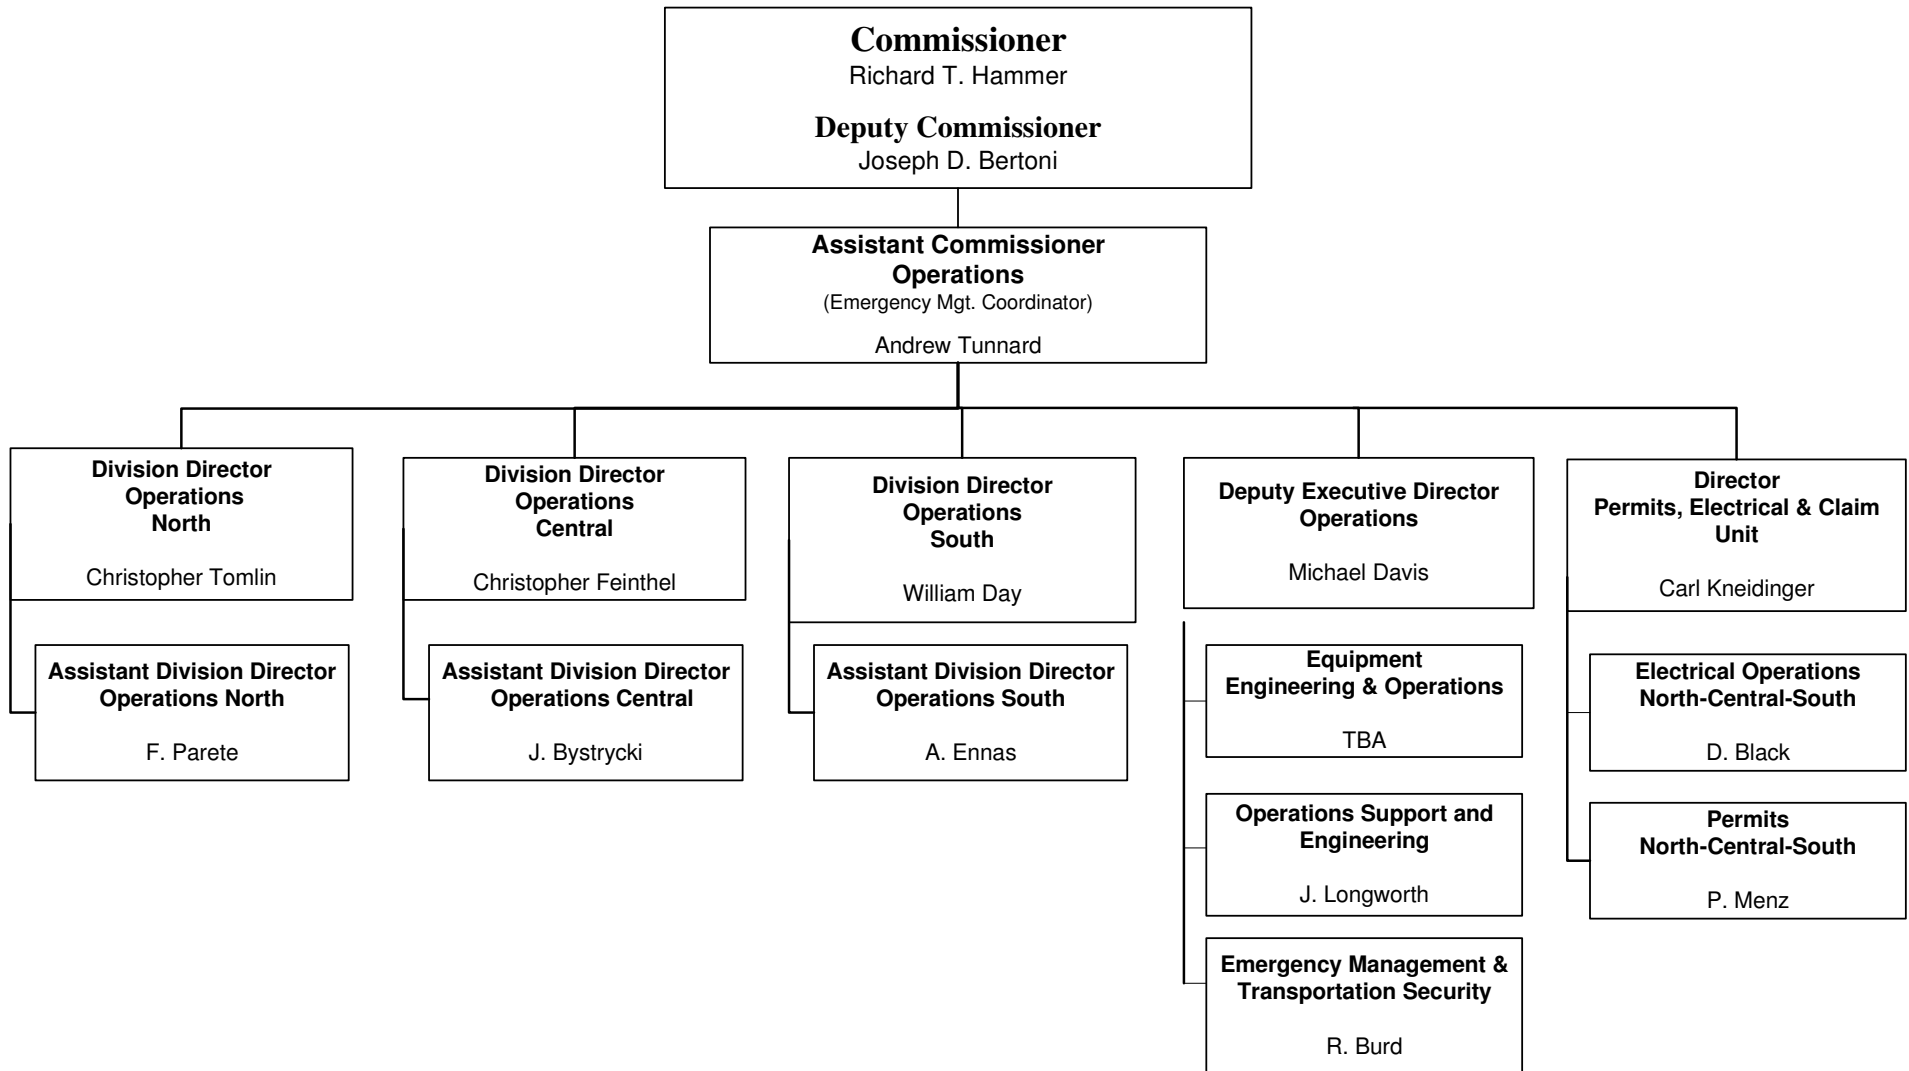 Commissioner
Richard T. Hammer
Deputy Commissioner
Joseph D. Bertoni
Assistant Commissioner
Operations
(Emergency Mgt. Coordinator)
Andrew Tunnard
Division Director
Operations
North
Christopher Tomlin
Division Director
Operations
Central
Christopher Feinthel
Division Director
Operations
South
William Day
Deputy Executive Director
Operations
Michael Davis
Director
Permits, Electrical & Claim
Unit
Carl Kneidinger
Assistant Division Director
Operations North
F. Parete
Assistant Division Director
Operations Central
J. Bystrycki
Assistant Division Director
Operations South
A. Ennas
Equipment
Engineering & Operations
TBA
Electrical Operations
North-Central-South
D. Black
Operations Support and
Engineering
J. Longworth
Permits
North-Central-South
P. Menz
Emergency Management &
Transportation Security
R. Burd